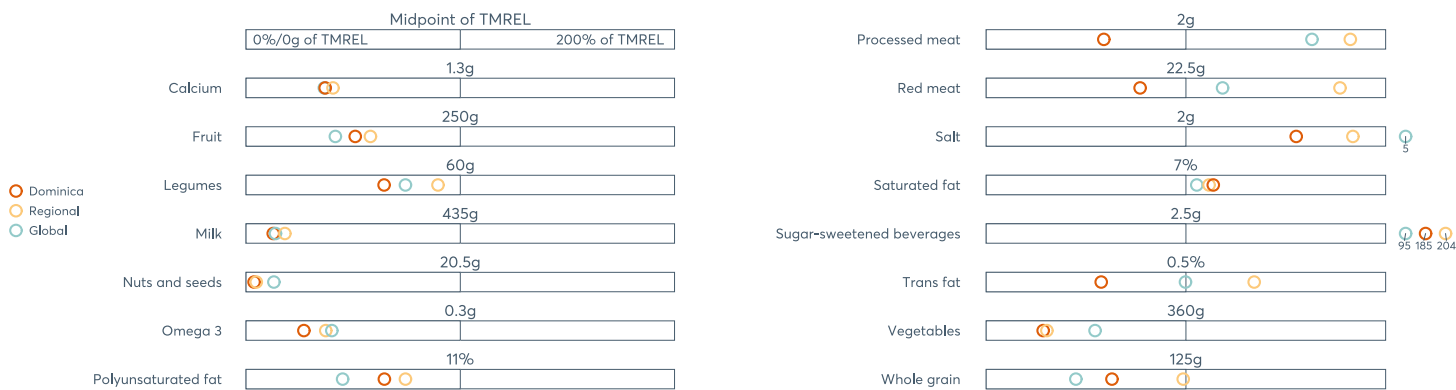 Midpoint of TMREL
0%/0g of TMREL 200% of TMREL
1.3g
Calcium
250g
Fruit
60g
Legumes
435g
Milk
20.5g
Nuts and seeds
0.3g
Omega 3
11%
Polyunsaturated fat
Dominica
Regional
Global
2g
Processed meat
22.5g
Red meat
2g
Salt
5
7%
Saturated fat
2.5g
Sugar-sweetened beverages
95 185 204
0.5%
Trans fat
360g
Vegetables
125g
Whole grain